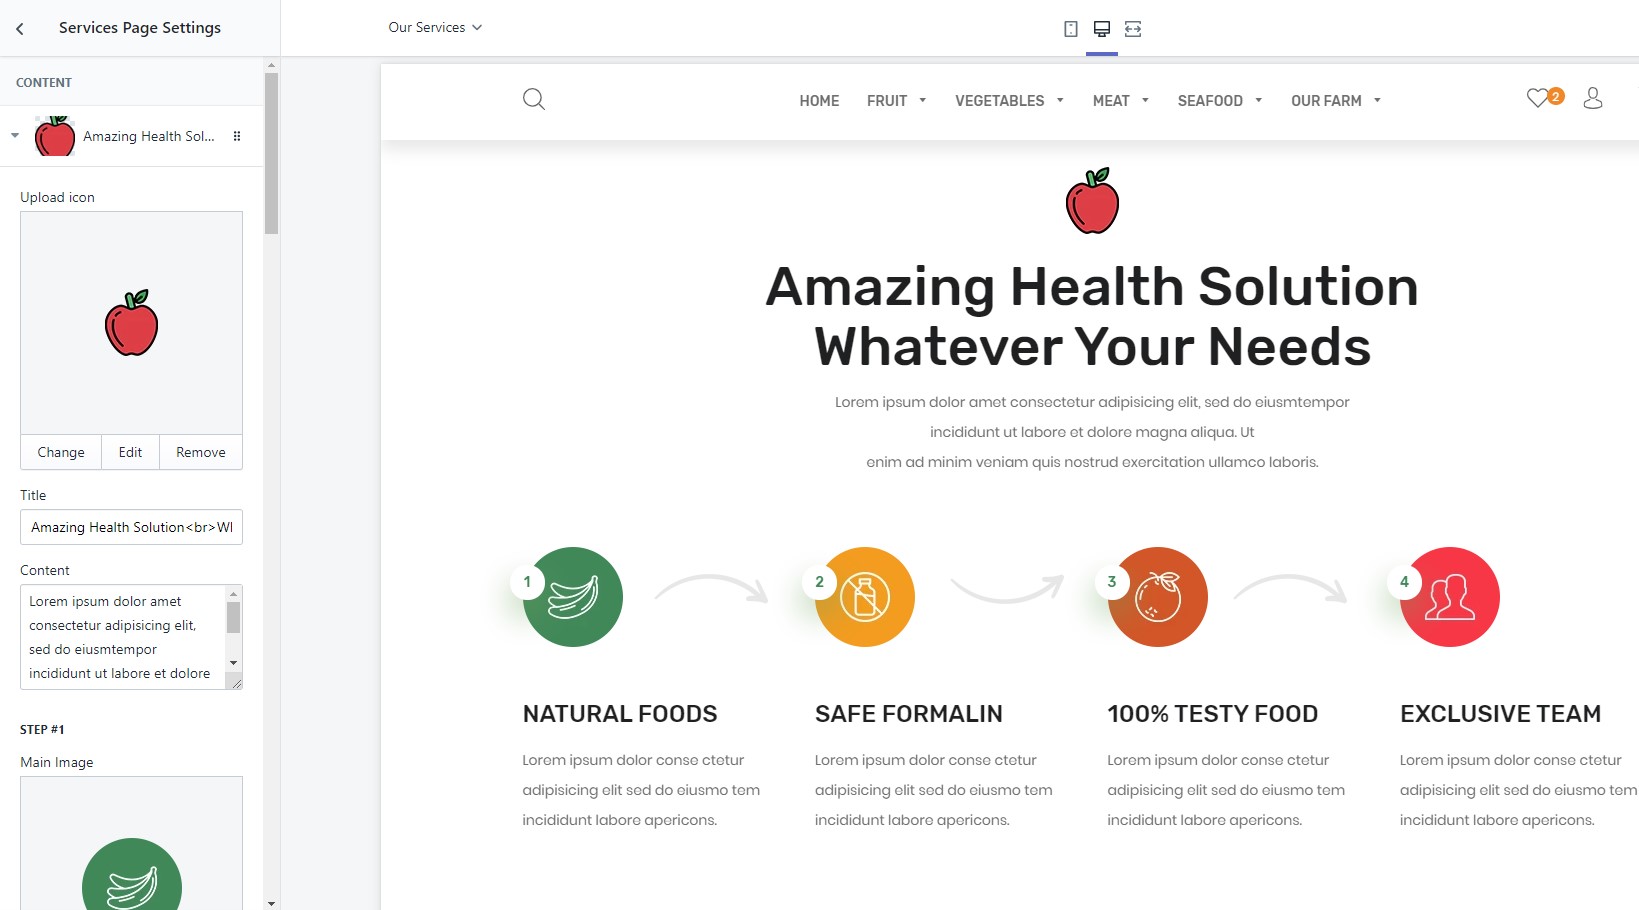 Services Page Settings
Our Services
CONTENT
Amazing Health Sol...
Upload icon
Change
Edit
Remove
Title
Amazing Health Solution<br>Wl
Content
Lorem ipsum dolor amet
consectetur adipisicing elit,
sed do eiusmtempor
incididunt ut labore et dolore
STEP #1
Main Image
HOME
FRUIT
VEGETABLES
MEAT
SEAFOOD
OUR FARM
2
Amazing Health Solution
Whatever Your Needs
Lorem ipsum dolor amet consectetur adipisicing elit, sed do eiusmtempor
incididunt ut labore et dolore magna aliqua. Ut
enim ad minim veniam quis nostrud exercitation ullamco laboris.
1
2
3
4
NATURAL FOODS
Lorem ipsum dolor conse ctetur
adipisicing elit sed do eiusmo tem
incididunt labore apericons.
SAFE FORMALIN
Lorem ipsum dolor conse ctetur
adipisicing elit sed do eiusmo tem
incididunt labore apericons.
100% TESTY FOOD
Lorem ipsum dolor conse ctetur
adipisicing elit sed do eiusmo tem
incididunt labore apericons.
EXCLUSIVE TEAM
Lorem ipsum dolor conse ctetur
adipisicing elit sed do eiusmo tem
incididunt labore apericons.